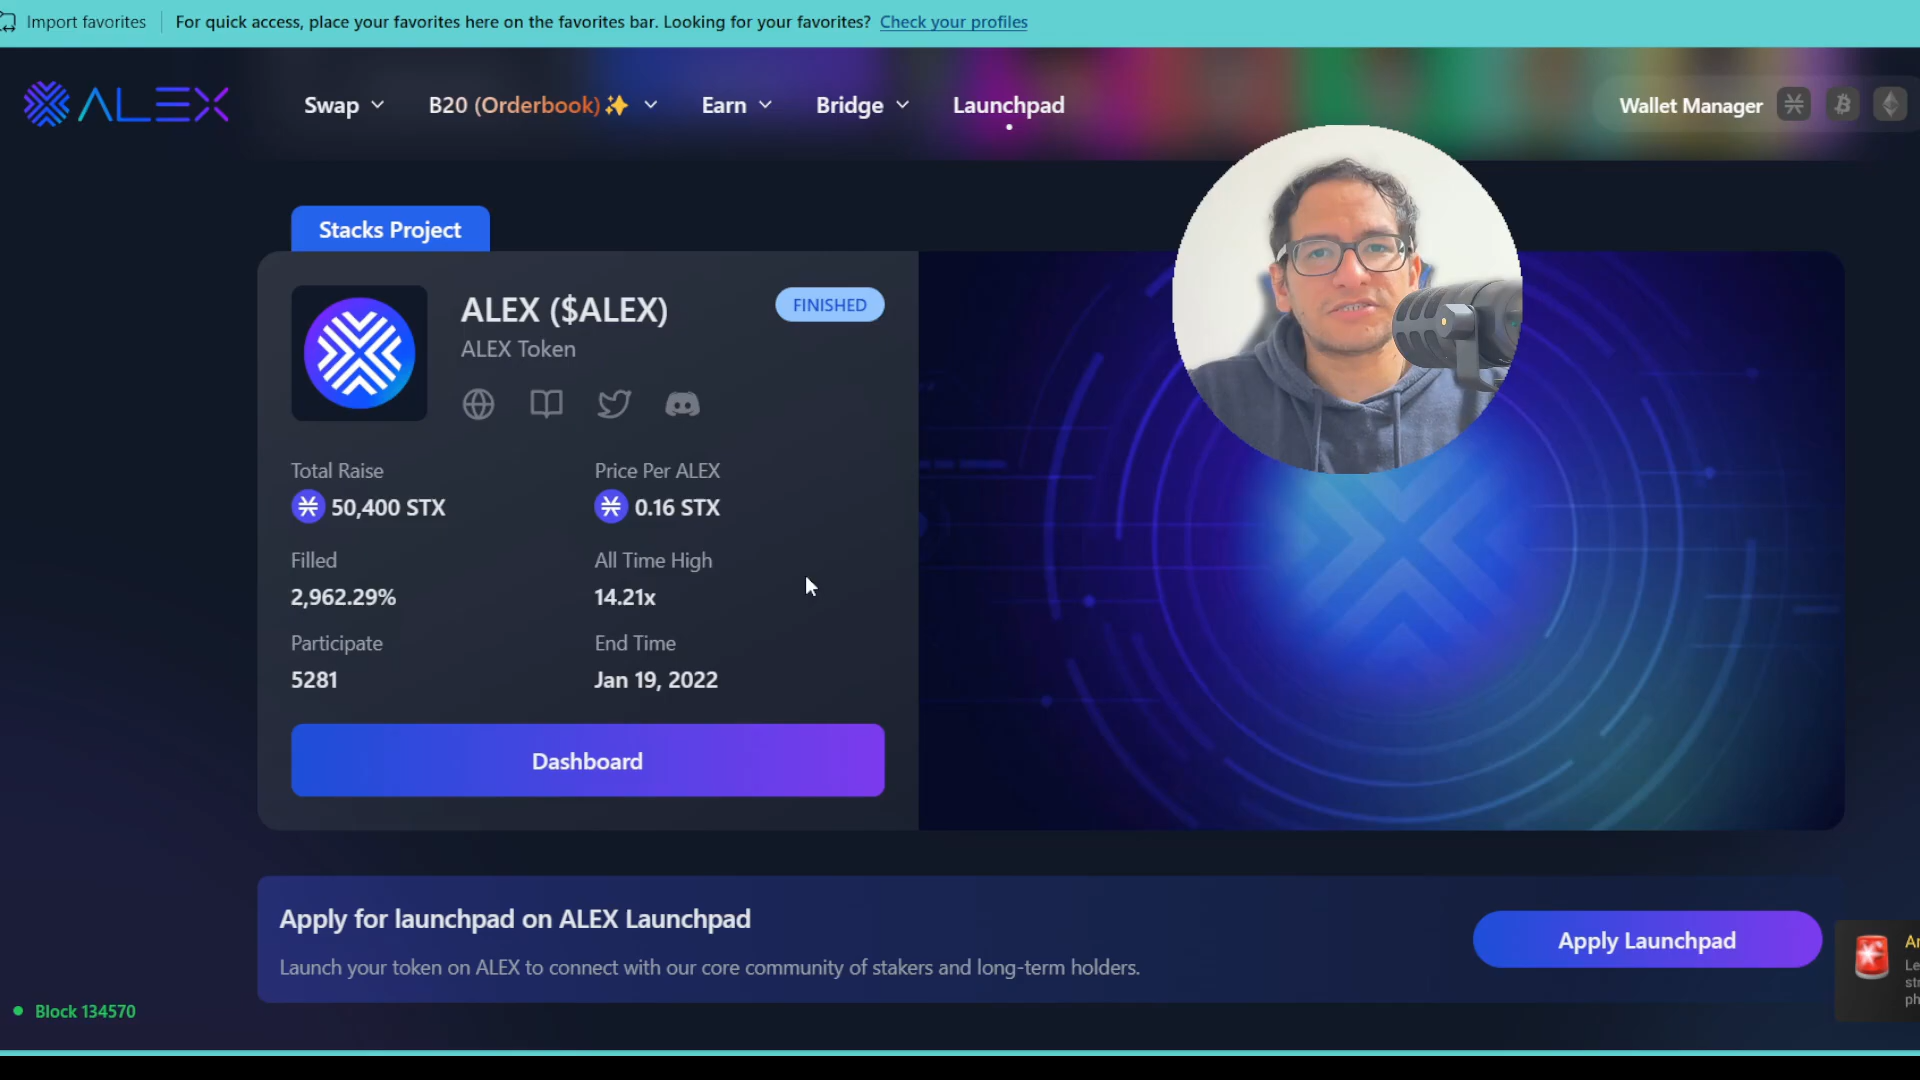 Import favorites
For quick access, place your favorites here on the favorites bar. Looking for your favorites? Check your profiles
ALEX
Swap
B20 (Orderbook)✨
Earn
Bridge
Launchpad
Wallet Manager
Stacks Project
ALEX ($ALEX)
FINISHED
ALEX Token
Total Raise
Price Per ALEX
50,400 STX
0.16 STX
Filled
All Time High
2,962.29%
14.21x
Participate
End Time
5281
Jan 19, 2022
Dashboard
Apply for launchpad on ALEX Launchpad
Launch your token on ALEX to connect with our core community of stakers and long-term holders.
Apply Launchpad
Block 134570